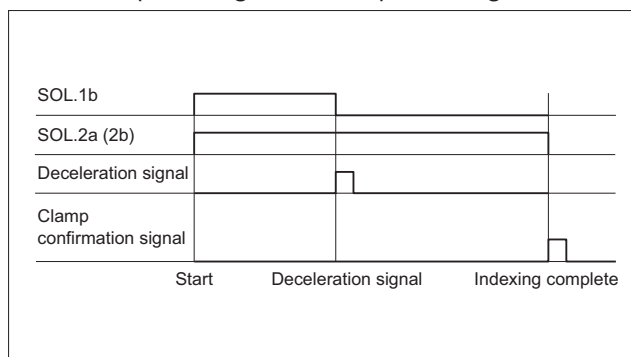 SOL.1b
SOL.2a (2b)
Deceleration signal
Clamp
confirmation signal
Start Deceleration signal Indexing complete